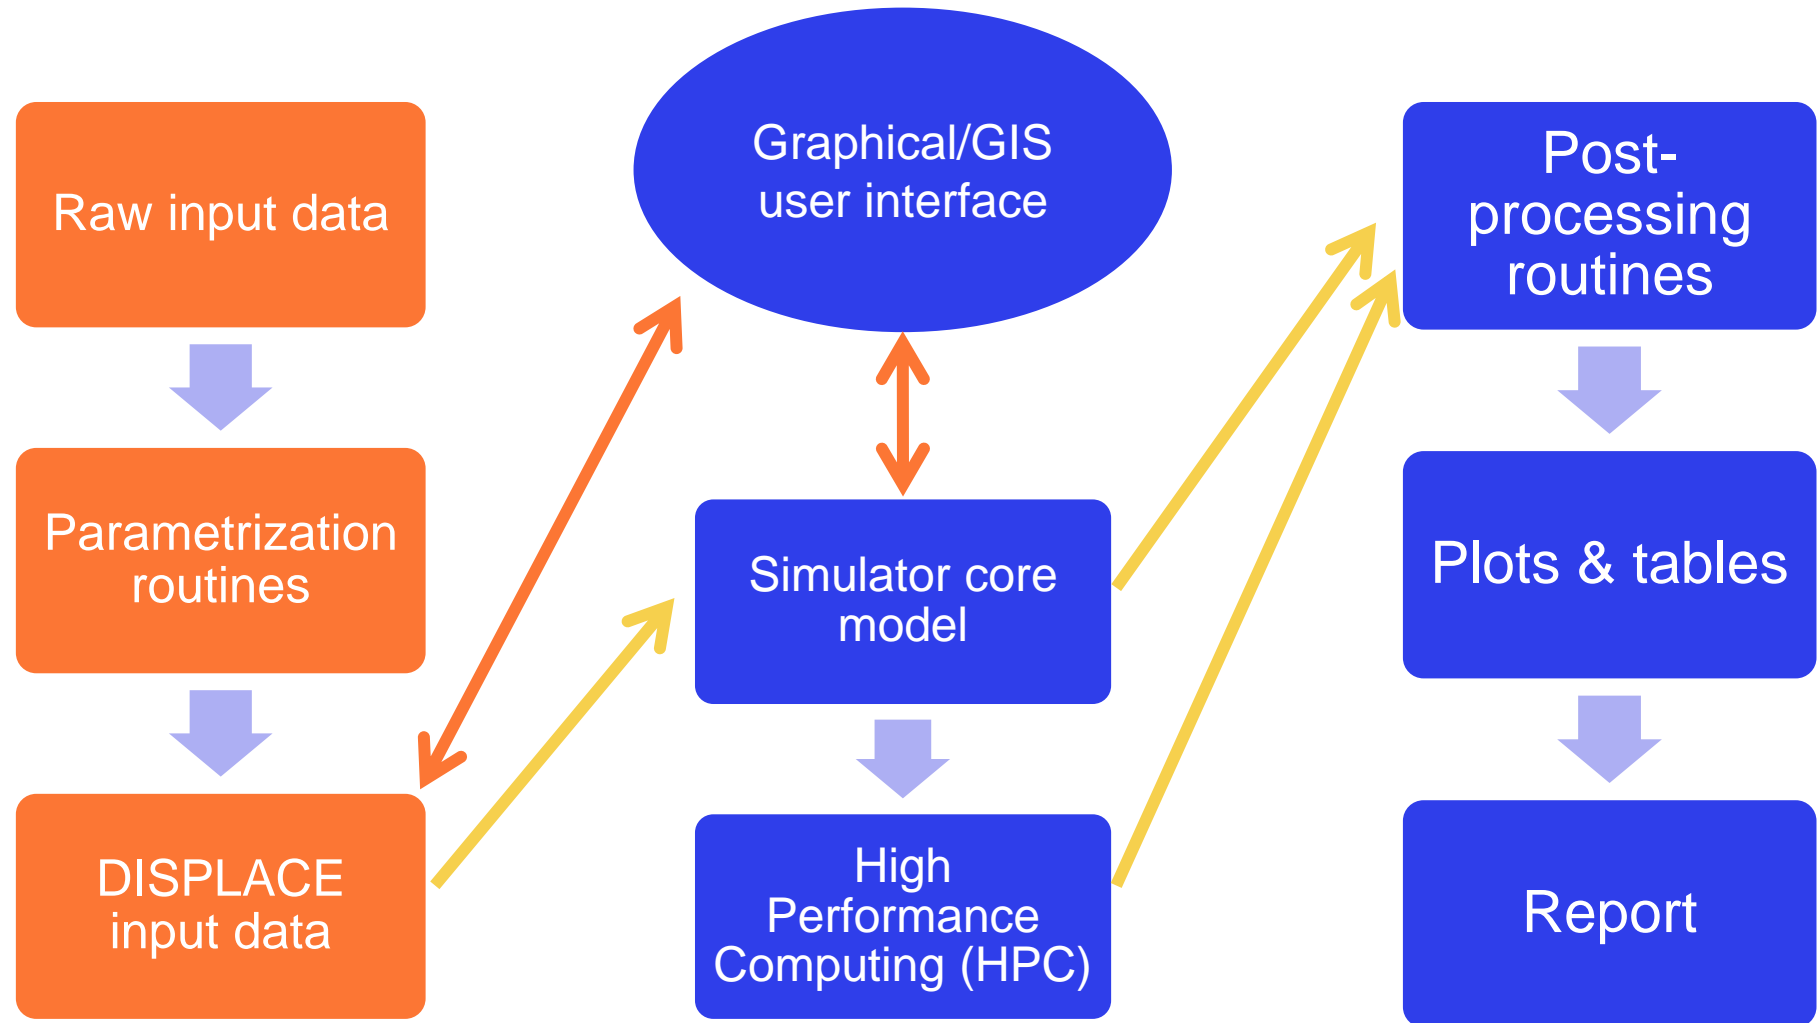 Raw input data
Parametrization
routines
DISPLACE
input data
Graphical/GIS
user interface
Simulator core
model
High
Performance
Computing (HPC)
Post-
processing
routines
Plots & tables
Report